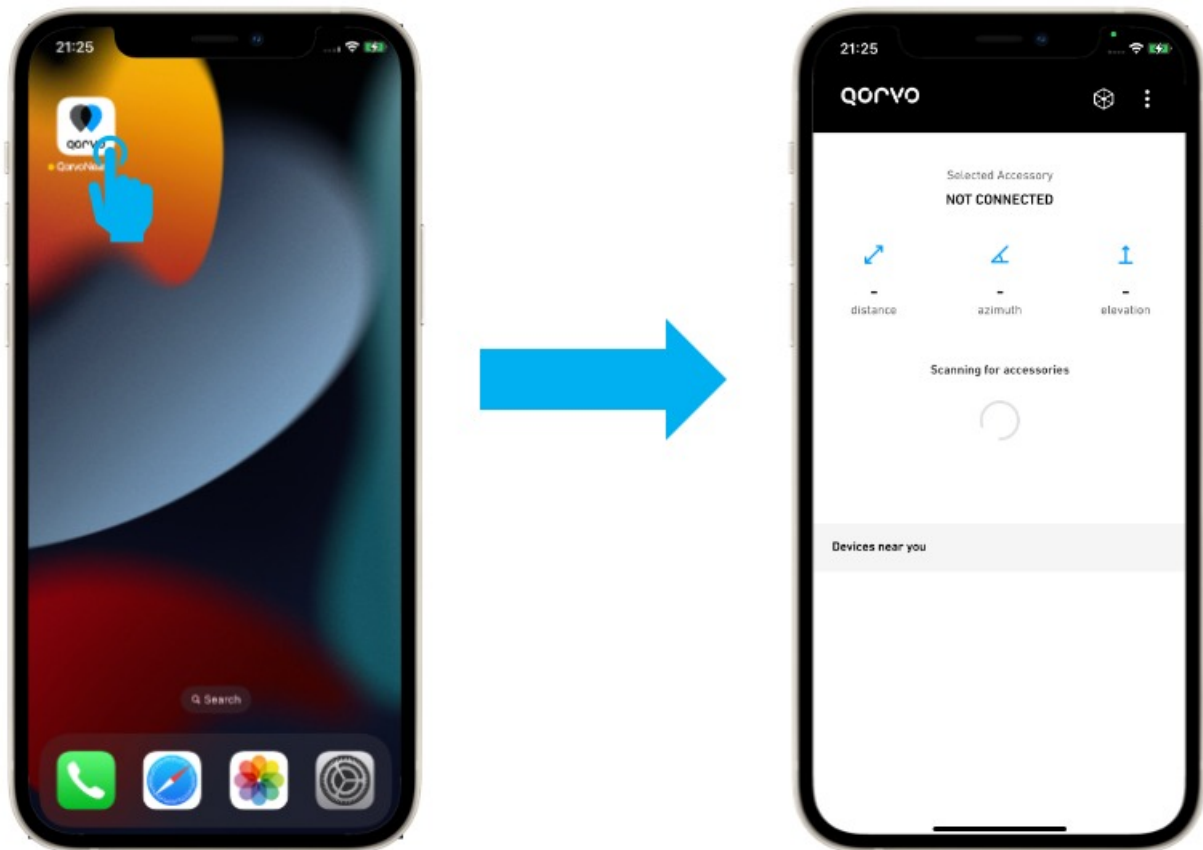 21:25
qorvo
Search
21:25
QORVO
Selected Accessory
NOT CONNECTED
- - -
distance azimuth elevation
Scanning for accessories
Devices near you